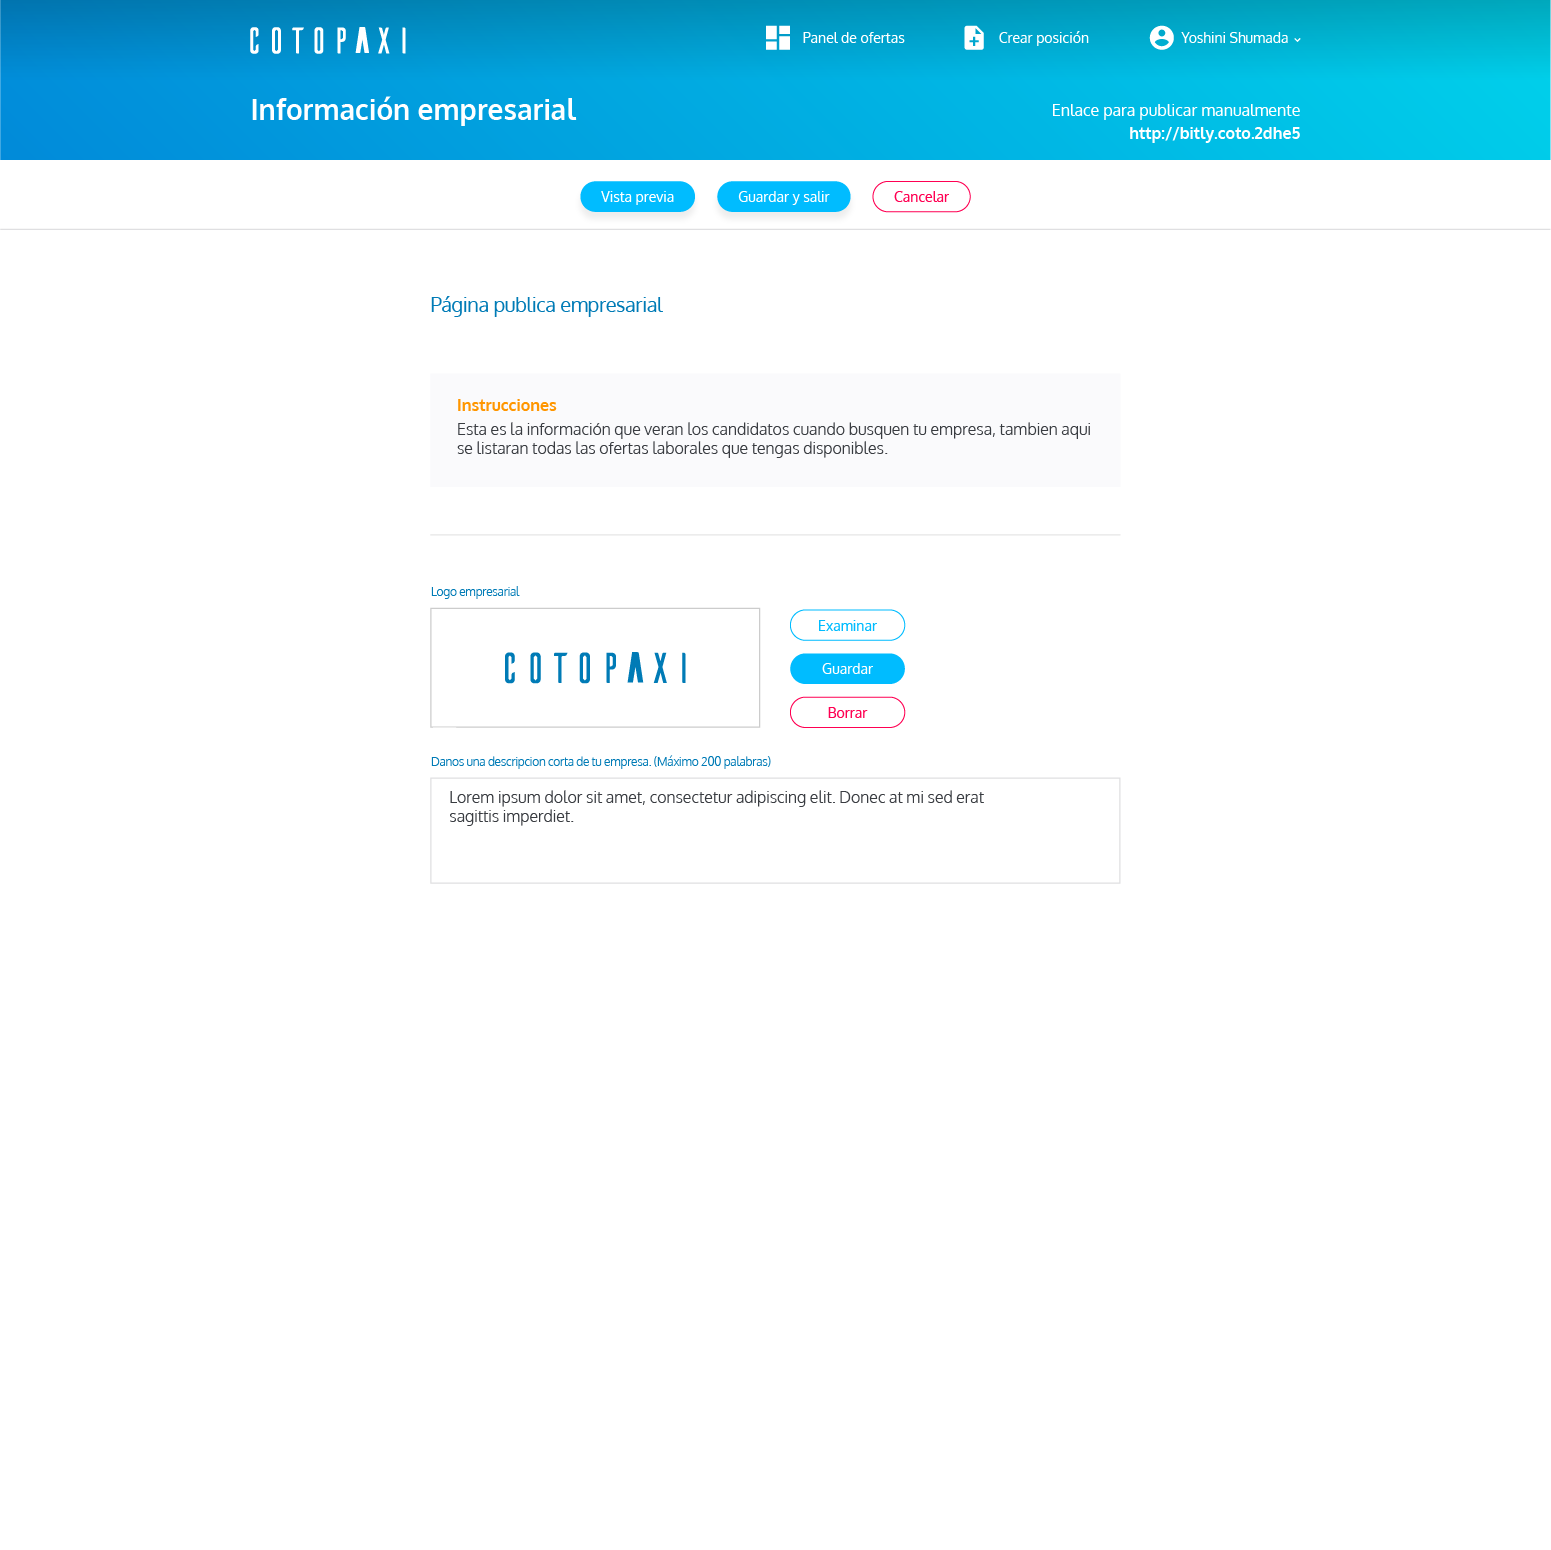 COTOPAXI
Panel de ofertas
Crear posición
Yoshini Shumada
Información empresarial
Enlace para publicar manualmente
http://bitly.coto.2dhe5
Vista previa
Guardar y salir
Cancelar
Página publica empresarial
Instrucciones
Esta es la información que veran los candidatos cuando busquen tu empresa, tambien aqui
se listaran todas las ofertas laborales que tengas disponibles.
Logo empresarial
COTOPAXI
Examinar
Guardar
Borrar
Danos una descripcion corta de tu empresa. (Máximo 200 palabras)
Lorem ipsum dolor sit amet, consectetur adipiscing elit. Donec at mi sed erat
sagittis imperdiet.